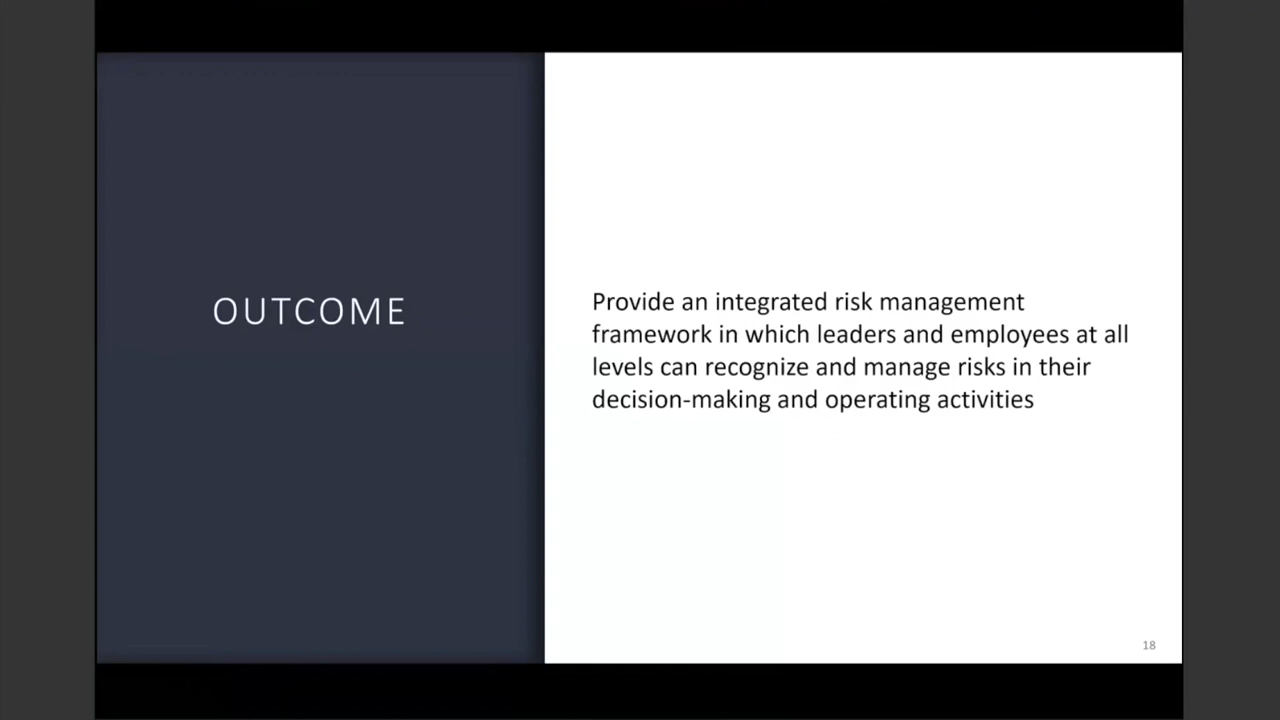 OUTCOME
Provide an integrated risk management
framework in which leaders and employees at all
levels can recognize and manage risks in their
decision-making and operating activities
18